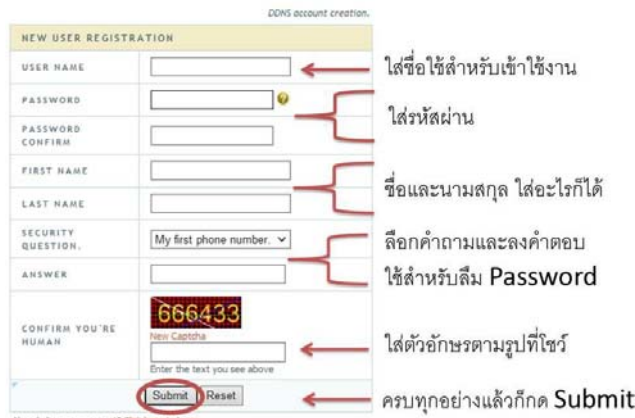 DDNS account creation.
NEW USER REGISTRATION
USER NAME
ใส่ชื่อใช้สำหรับเข้าใช้งาน
PASSWORD
ใส่รหัสผ่าน
PASSWORD
CONFIRM
FIRST NAME
ชื่อและนามสกุล ใส่อะไรก็ได้
LAST NAME
SECURITY
QUESTION.
My first phone number.
ลือกคำถามและลงคำตอบ
ใช้สำหรับลืม Password
ANSWER
CONFIRM YOU'RE
HUMAN
666433
New Captcha
ใส่ตัวอักษรตามรูปที่โชว์
Enter the text you see above
Submit Reset
ครบทุกอย่างแล้วก็กด Submit